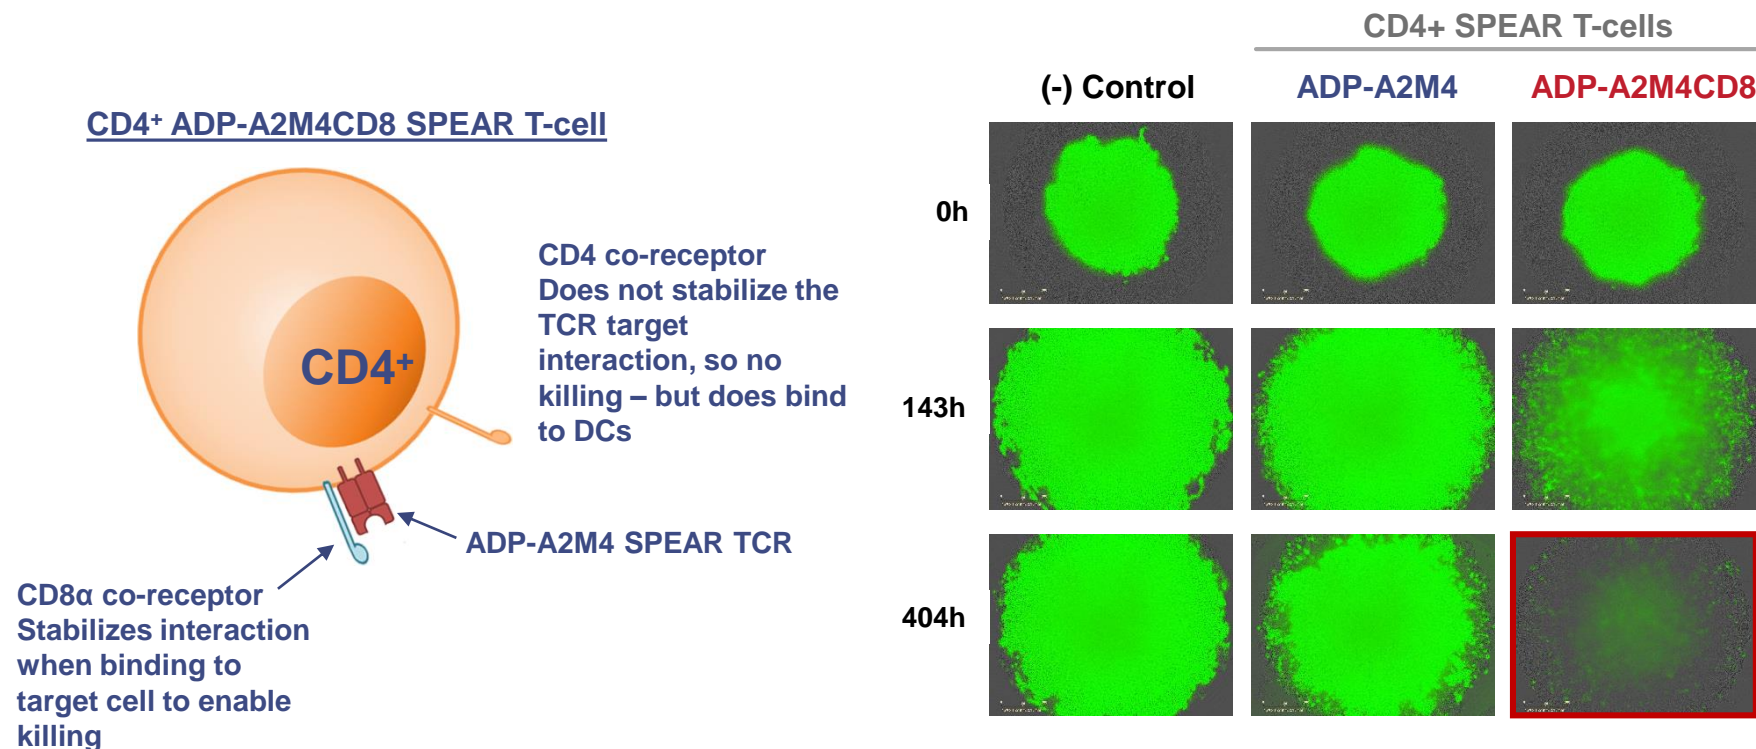 CD4+ SPEAR T-cells
(-) Control
ADP-A2M4
ADP-A2M4CD8
CD4⁺ ADP-A2M4CD8 SPEAR T-cell
0h
CD4 co-receptor
Does not stabilize the
TCR target
interaction, so no
killing – but does bind
to DCs
CD4⁺
143h
ADP-A2M4 SPEAR TCR
CD8α co-receptor
Stabilizes interaction
when binding to
target cell to enable
killing
404h